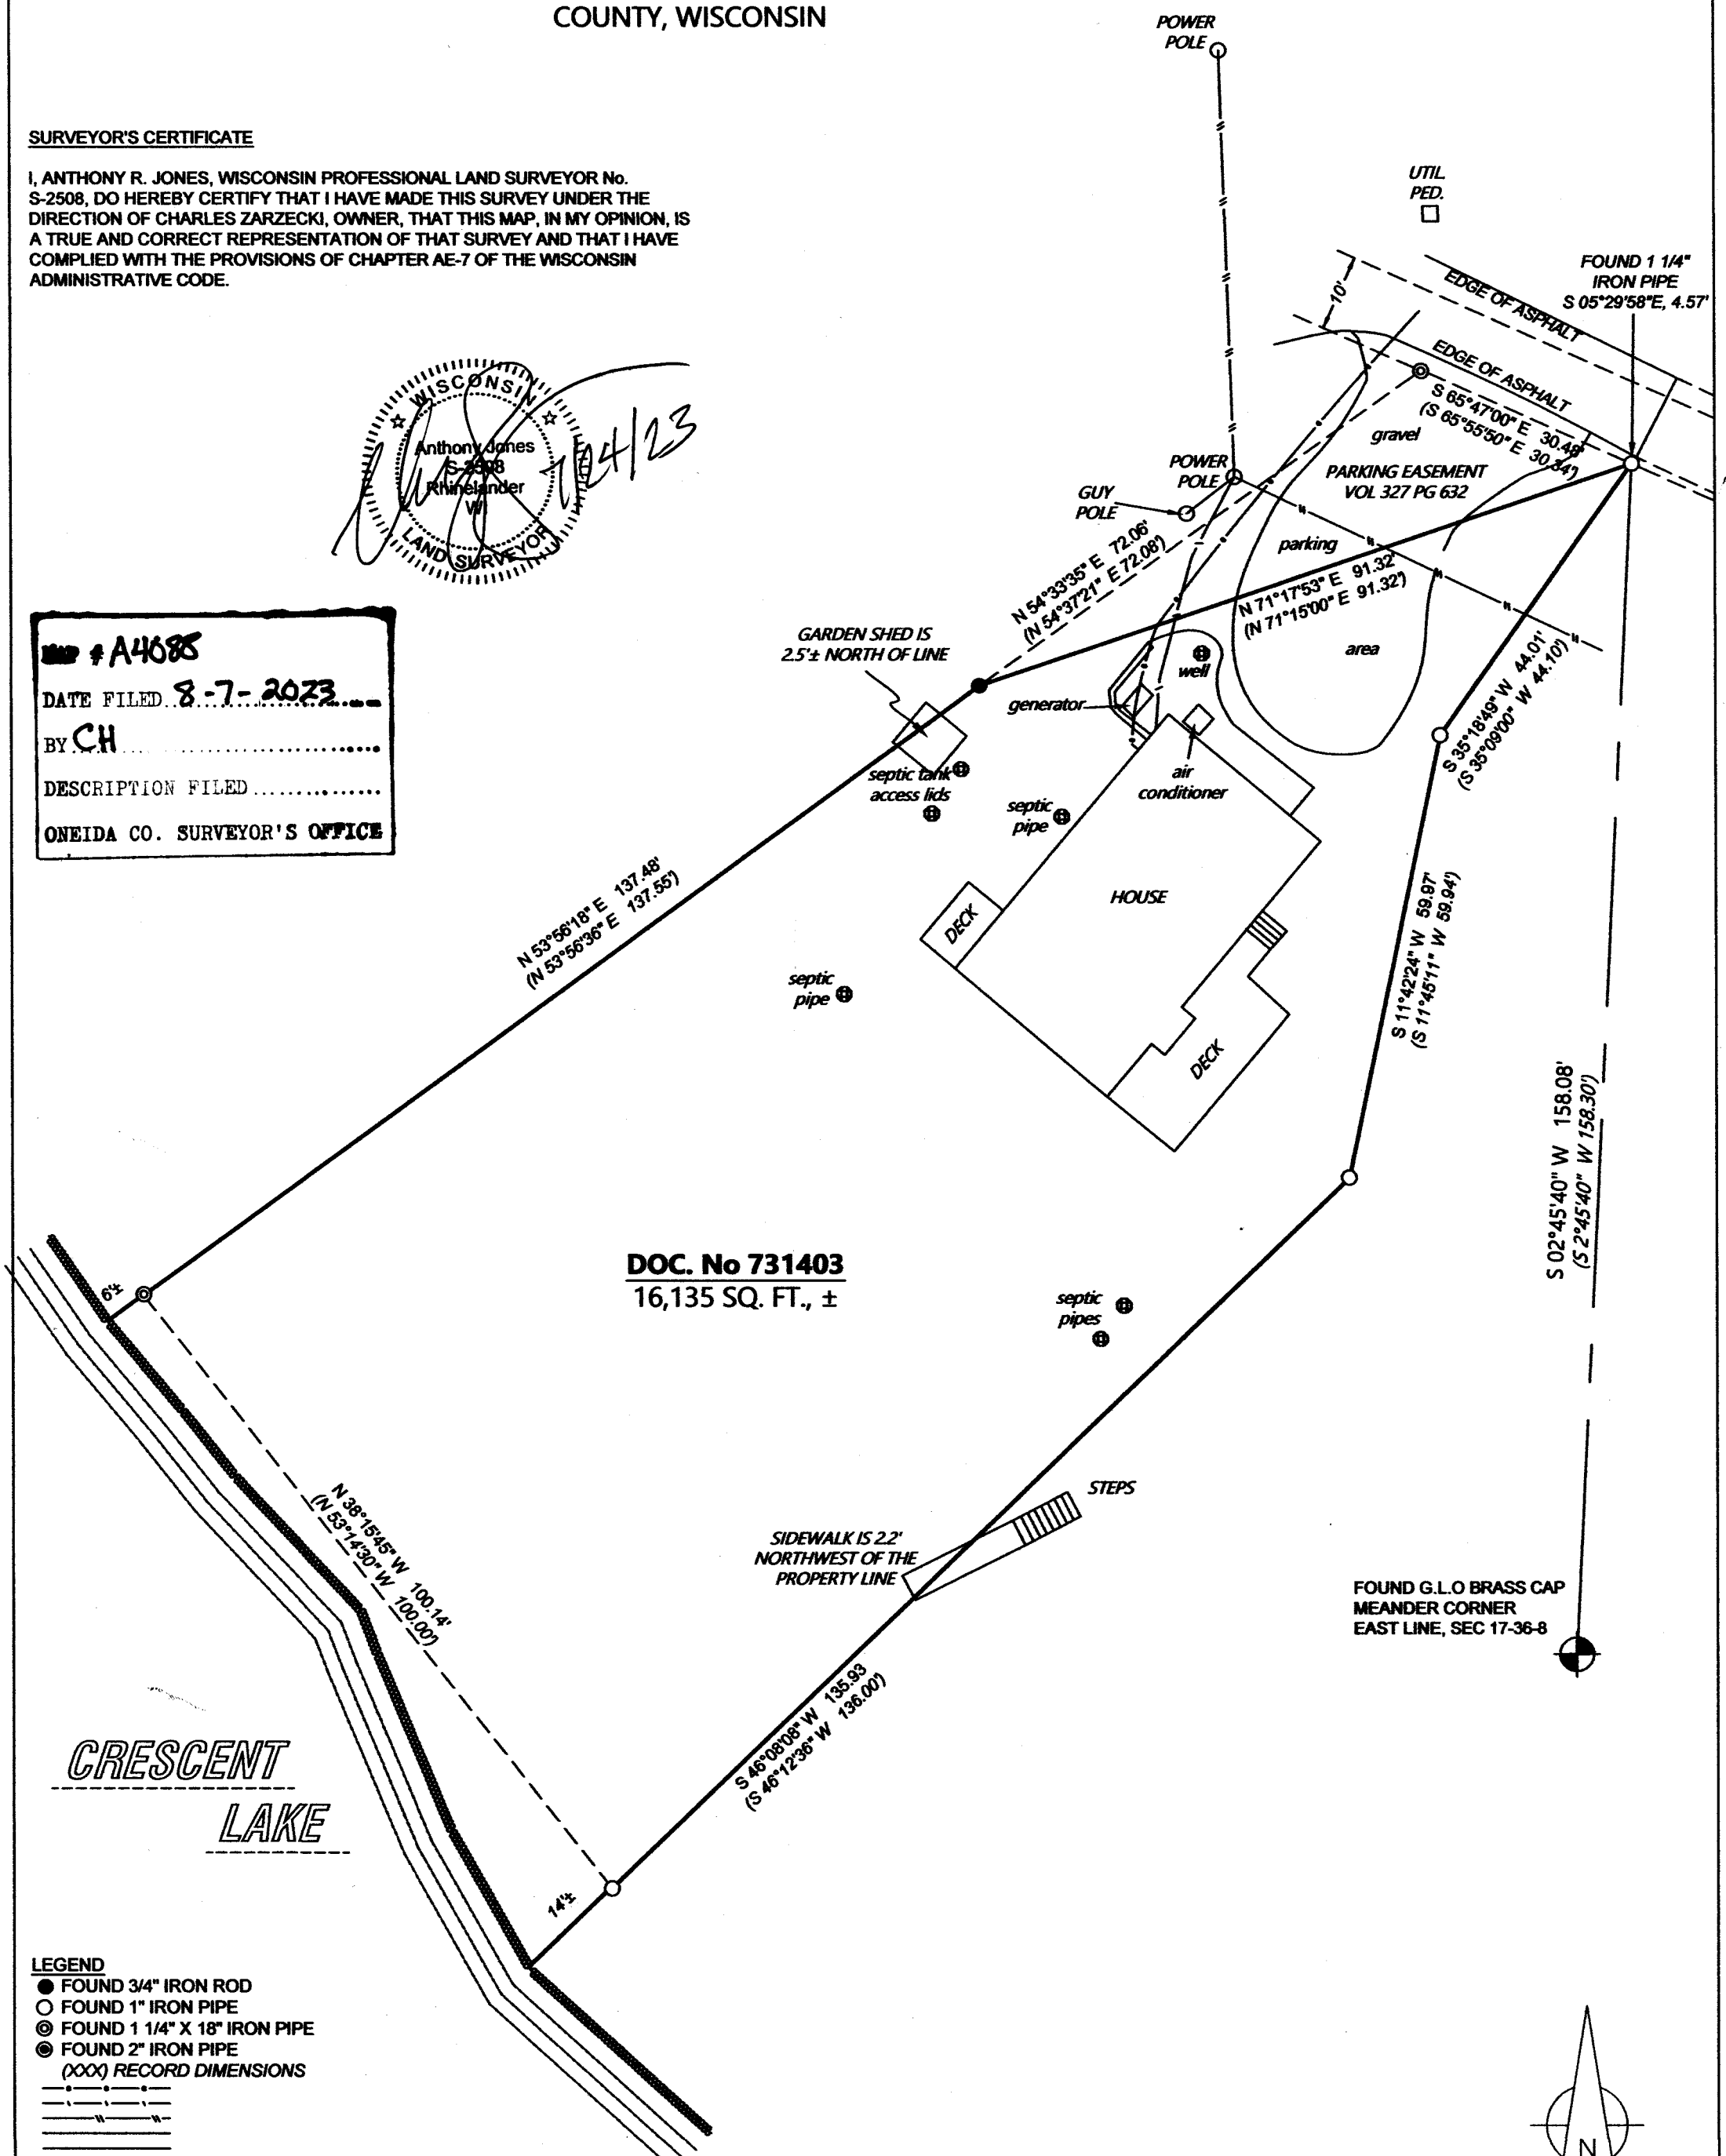 COUNTY, WISCONSIN
POWER
POLE
SURVEYOR'S CERTIFICATE
I, ANTHONY R. JONES, WISCONSIN PROFESSIONAL LAND SURVEYOR No.
S-2508, DO HEREBY CERTIFY THAT I HAVE MADE THIS SURVEY UNDER THE
DIRECTION OF CHARLES ZARZECKI, OWNER, THAT THIS MAP, IN MY OPINION, IS
A TRUE AND CORRECT REPRESENTATION OF THAT SURVEY AND THAT I HAVE
COMPLIED WITH THE PROVISIONS OF CHAPTER AE-7 OF THE WISCONSIN
ADMINISTRATIVE CODE.
UTIL.
PED.
FOUND 1 1/4"
IRON PIPE
S 05°29'58"E, 4.57'
10'
EDGE OF ASPHALT
EDGE OF ASPHALT
S 65°47'00" E 30.48'
(S 65°55'50" E 30.34')
gravel
PARKING EASEMENT
VOL 327 PG 632
WISCONSIN
Anthony Jones
S-2508
Rhinelander
WI
LAND SURVEYOR
POWER
POLE
GUY
POLE
parking
N 54°33'35" E 72.06'
(N 54°37'21" E 72.08')
N 71°17'53" E 91.32'
(N 71°15'00" E 91.32')
area
# A4085
DATE FILED 8-7-2023
BY CH
DESCRIPTION FILED
ONEIDA CO. SURVEYOR'S OFFICE
GARDEN SHED IS
2.5'± NORTH OF LINE
well
generator
S 35°18'49" W 44.01'
(S 35°09'00" W 44.10')
septic tank
access lids
air
conditioner
septic
pipe
N 53°56'18" E 137.48'
(N 53°56'36" E 137.55')
HOUSE
DECK
S 11°42'24" W 59.97'
(S 11°45'11" W 59.94')
septic
pipe
DECK
S 02°45'40" W 158.08'
(S 2°45'40" W 158.30')
6'±
DOC. No 731403
16,135 SQ. FT., ±
septic
pipes
N 38°15'45" W 100.14'
(N 53°14'30" W 100.00')
STEPS
SIDEWALK IS 2.2'
NORTHWEST OF THE
PROPERTY LINE
FOUND G.L.O BRASS CAP
MEANDER CORNER
EAST LINE, SEC 17-36-8
S 46°08'08" W 135.93
(S 46°12'36" W 136.00')
CRESCENT
LAKE
14'±
LEGEND
FOUND 3/4" IRON ROD
FOUND 1" IRON PIPE
FOUND 1 1/4" X 18" IRON PIPE
FOUND 2" IRON PIPE
(XXX) RECORD DIMENSIONS
N